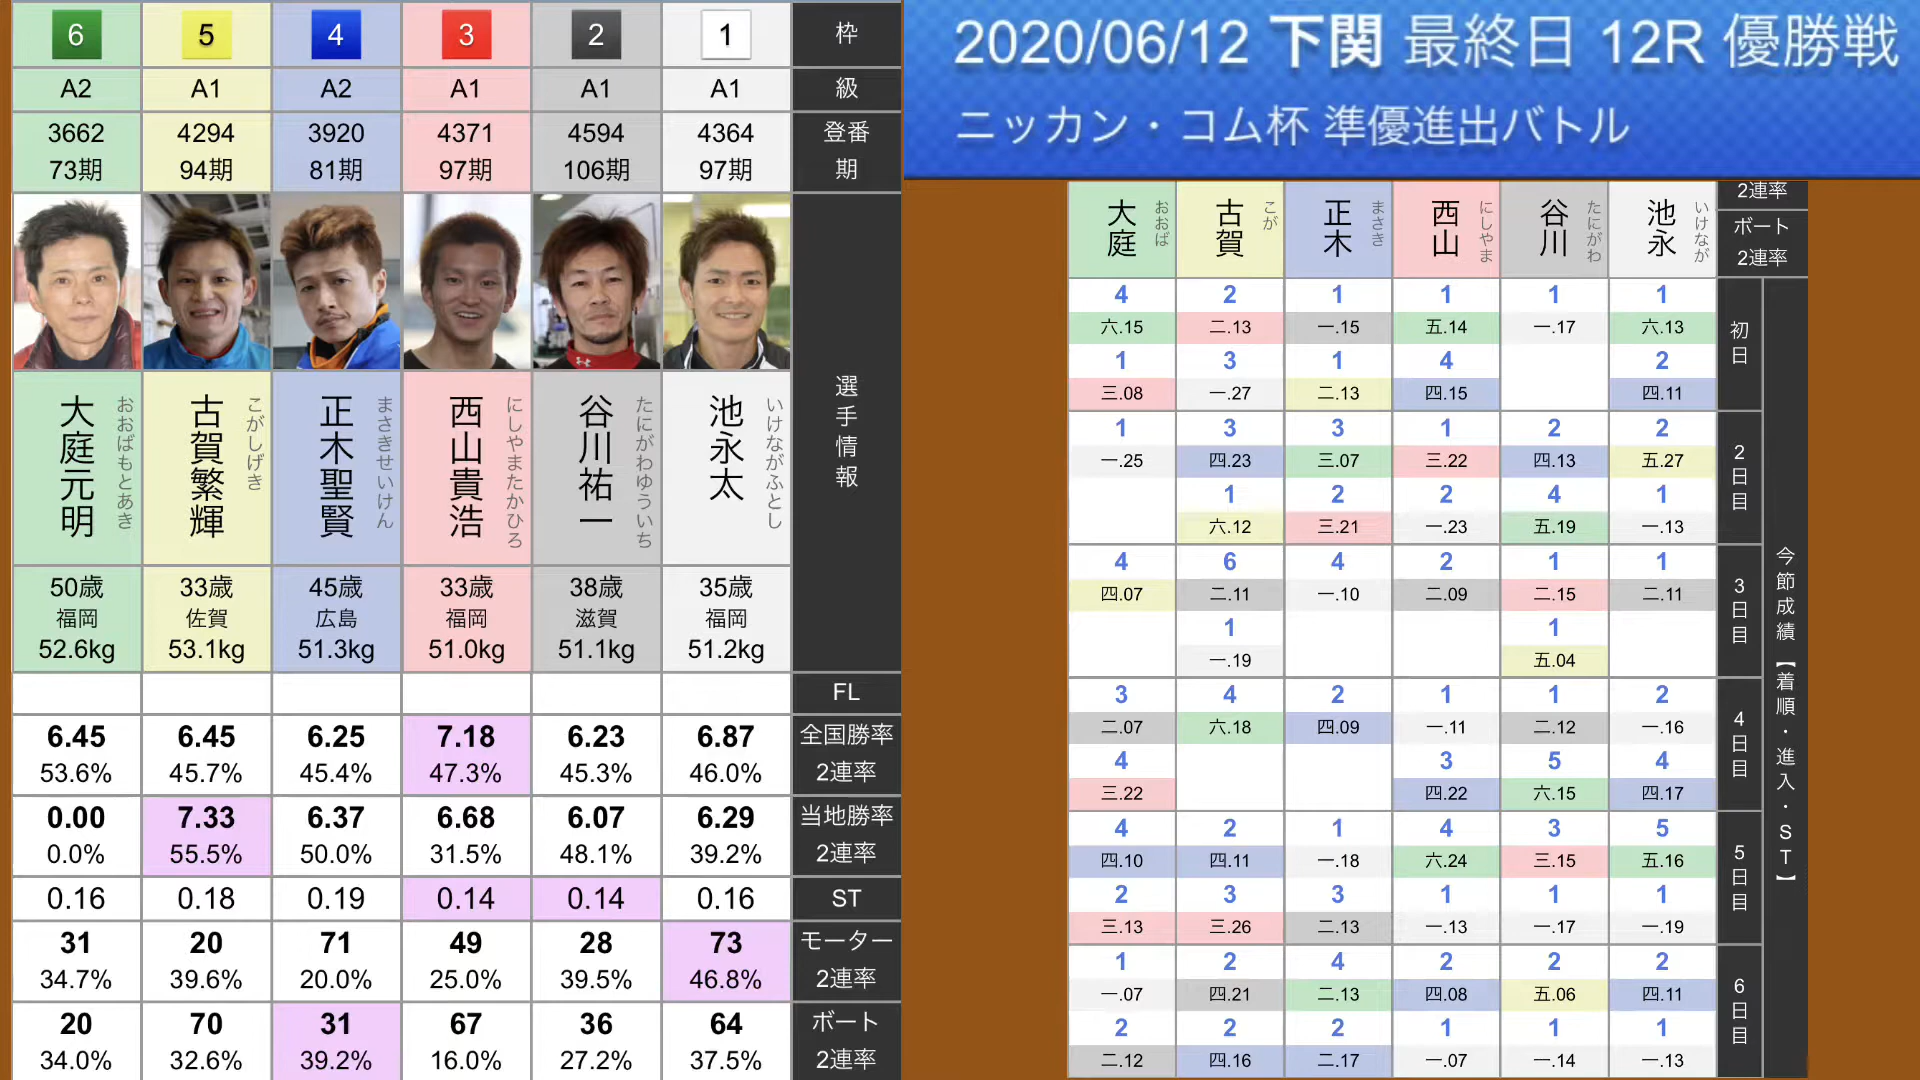 6 5 4 3 2 1 枠
A2 A1 A2 A1 A1 A1 級
3662 4294 3920 4371 4594 4364 登番
73期 94期 81期 97期 106期 97期 期
選手情報
大庭元明 おおばもとあき 古賀繁輝 こがしげき 正木聖賢 まさきせいけん 西山貴浩 にしやまたかひろ 谷川祐一 たにがわゆういち 池永太 いけながふとし
50歳 33歳 45歳 33歳 38歳 35歳
福岡 佐賀 広島 福岡 滋賀 福岡
52.6kg 53.1kg 51.3kg 51.0kg 51.1kg 51.2kg
FL
6.45 6.45 6.25 7.18 6.23 6.87 全国勝率
53.6% 45.7% 45.4% 47.3% 45.3% 46.0% 2連率
0.00 7.33 6.37 6.68 6.07 6.29 当地勝率
0.0% 55.5% 50.0% 31.5% 48.1% 39.2% 2連率
0.16 0.18 0.19 0.14 0.14 0.16 ST
31 20 71 49 28 73 モーター
34.7% 39.6% 20.0% 25.0% 39.5% 46.8% 2連率
20 70 31 67 36 64 ボート
34.0% 32.6% 39.2% 16.0% 27.2% 37.5% 2連率
2020/06/12 下関 最終日 12R 優勝戦
ニッカン・コム杯 準優進出バトル
2連率
ボート
2連率
大庭 おおば 古賀 こが 正木 まさき 西山 にしやま 谷川 たにがわ 池永 いけなが
今節成績【着順・進入・ST】
初日
4 2 1 1 1 1
六.15 二.13 一.15 五.14 一.17 六.13
1 3 1 4 2
三.08 一.27 二.13 四.15 四.11
2日目
1 3 3 1 2 2
一.25 四.23 三.07 三.22 四.13 五.27
1 2 2 4 1
六.12 三.21 一.23 五.19 一.13
3日目
4 6 4 2 1 1
四.07 二.11 一.10 二.09 二.15 二.11
1 1
一.19 五.04
4日目
3 4 2 1 1 2
二.07 六.18 四.09 一.11 二.12 一.16
4 3 5 4
三.22 四.22 六.15 四.17
5日目
4 2 1 4 3 5
四.10 四.11 一.18 六.24 三.15 五.16
2 3 3 1 1 1
三.13 三.26 二.13 一.13 一.17 一.19
6日目
1 2 4 2 2 2
一.07 四.21 二.13 四.08 五.06 四.11
2 2 2 1 1 1
二.12 四.16 二.17 一.07 一.14 一.13